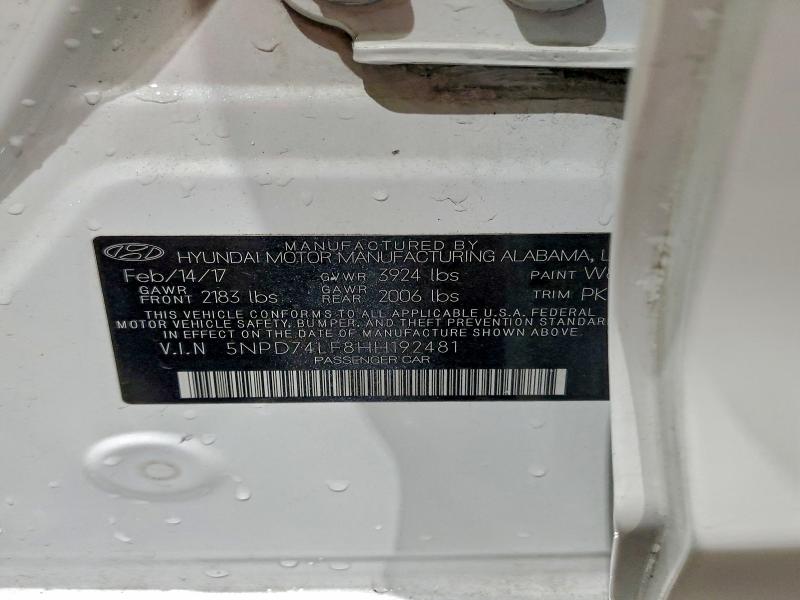 MANUFACTURED BY
HYUNDAI MOTOR MANUFACTURING ALABAMA,
Feb/14/17 GVWR 3924 lbs PAINT
GAWR FRONT 2183 lbs GAWR REAR 2006 lbs TRIM PK
THIS VEHICLE CONFORMS TO ALL APPLICABLE U.S.A. FEDERAL
MOTOR VEHICLE SAFETY, BUMPER, AND THEFT PREVENTION
IN EFFECT ON THE DATE OF MANUFACTURE SHOWN ABOVE.
V.I.N 5NPD74LF8HH192481
PASSENGER CAR